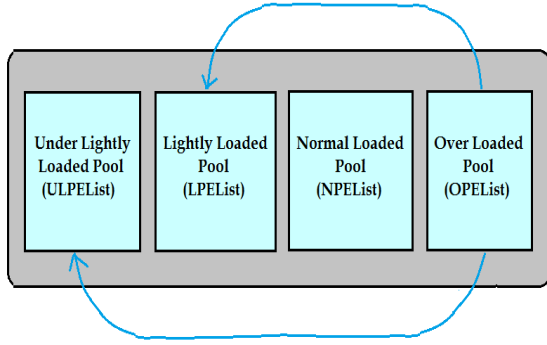 Under Lightly
Loaded Pool
(ULPEList)
Lightly Loaded
Pool
(LPEList)
Normal Loaded
Pool
(NPEList)
Over Loaded
Pool
(OPEList)